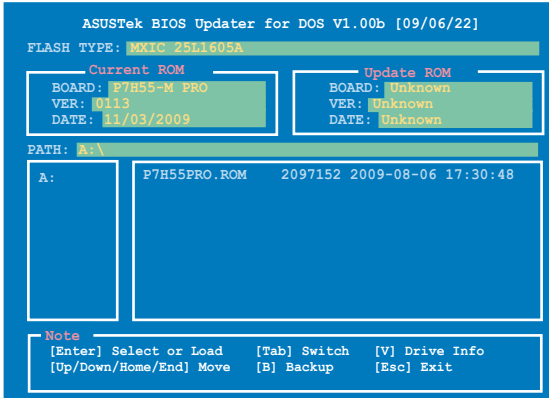 ASUSTek BIOS Updater for DOS V1.00b [09/06/22]
FLASH TYPE: MXIC 25L1605A
Current ROM
BOARD: P7H55-M PRO
VER: 0113
DATE: 11/03/2009
Update ROM
BOARD: Unknown
VER: Unknown
DATE: Unknown
PATH: A:\
A:
P7H55PRO.ROM 2097152 2009-08-06 17:30:48
Note
[Enter] Select or Load [Tab] Switch [V] Drive Info
[Up/Down/Home/End] Move [B] Backup [Esc] Exit